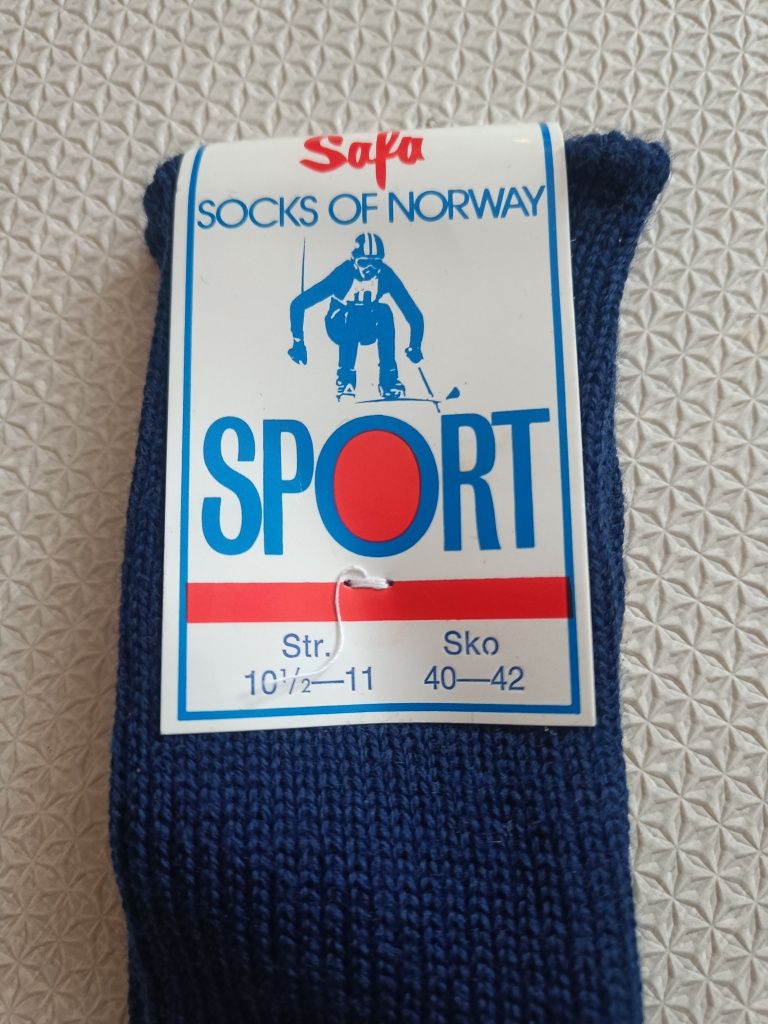 Safa
SOCKS OF NORWAY
SPORT
Str. Sko
10½—11 40—42